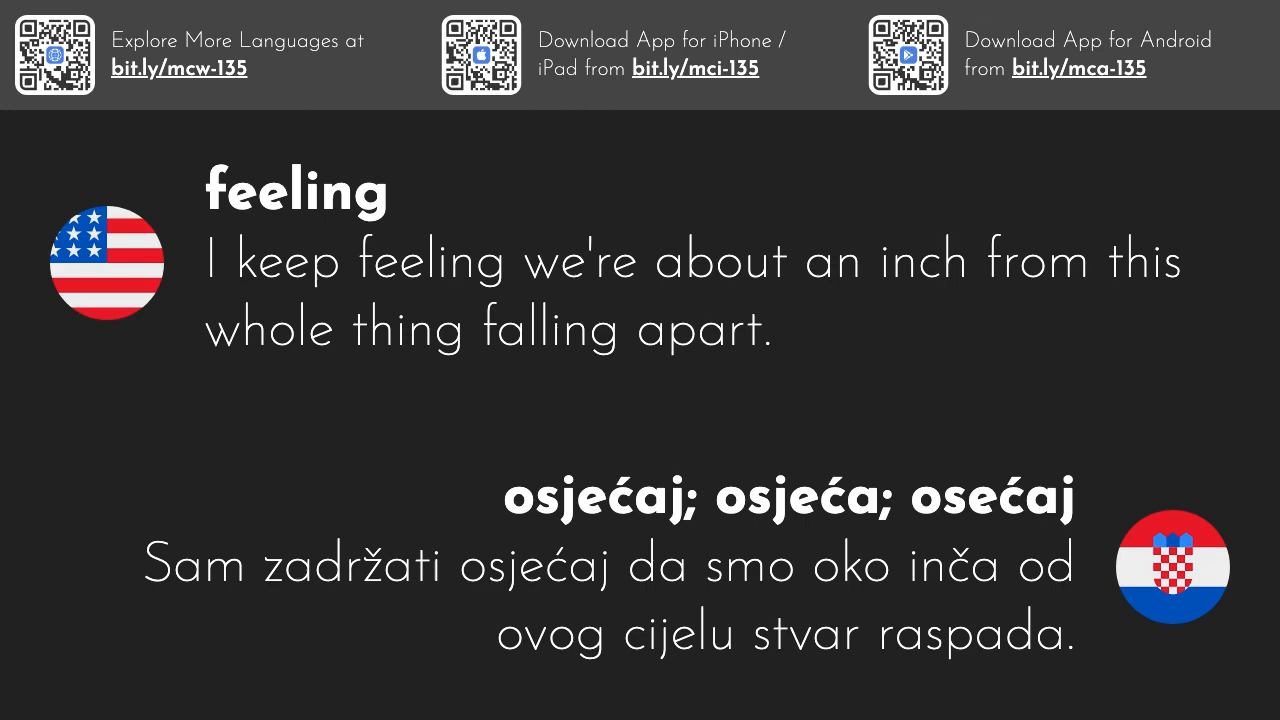 Explore More Languages at
bit.ly/mcw-135
Download App for iPhone /
iPad from bit.ly/mci-135
Download App for Android
from bit.ly/mca-135
feeling
I keep feeling we're about an inch from this
whole thing falling apart.
osjećaj; osjeća; osećaj
Sam zadržati osjećaj da smo oko inča od
ovog cijelu stvar raspada.